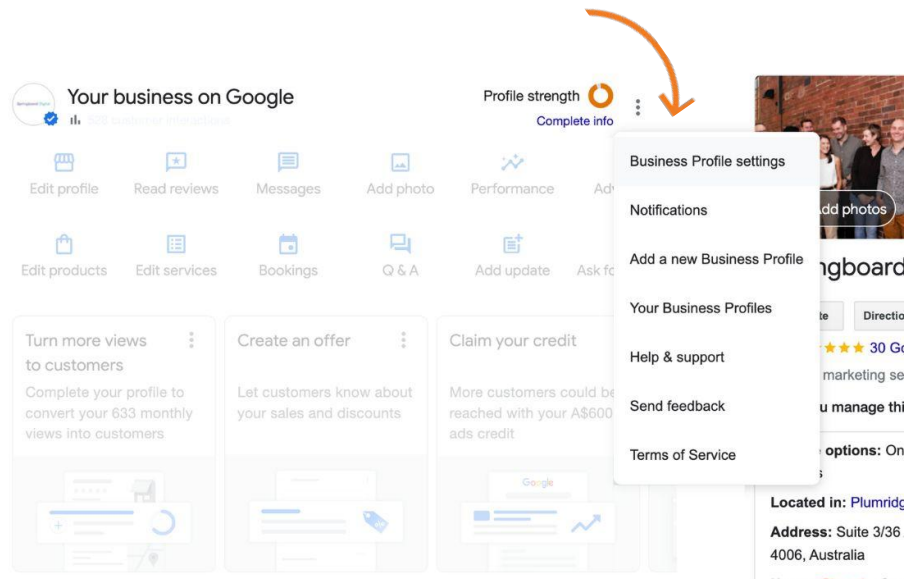 Your business on Google
Profile strength
Complete info
Edit profile
Read reviews
Messages
Add photo
Performance
Edit products
Edit services
Bookings
Q & A
Add update
Ask
Business Profile settings
Notifications
Add a new Business Profile
Your Business Profiles
Help & support
Send feedback
Terms of Service
Turn more views
to customers
Complete your profile to
convert your 633 monthly
views into customers
Create an offer
Let customers know about
your sales and discounts
Claim your credit
More customers could be
reached with your A$600
ads credit
Google
photos
30
marketing
manage
options:
Located in:
Address: Suite 3/36
4006, Australia